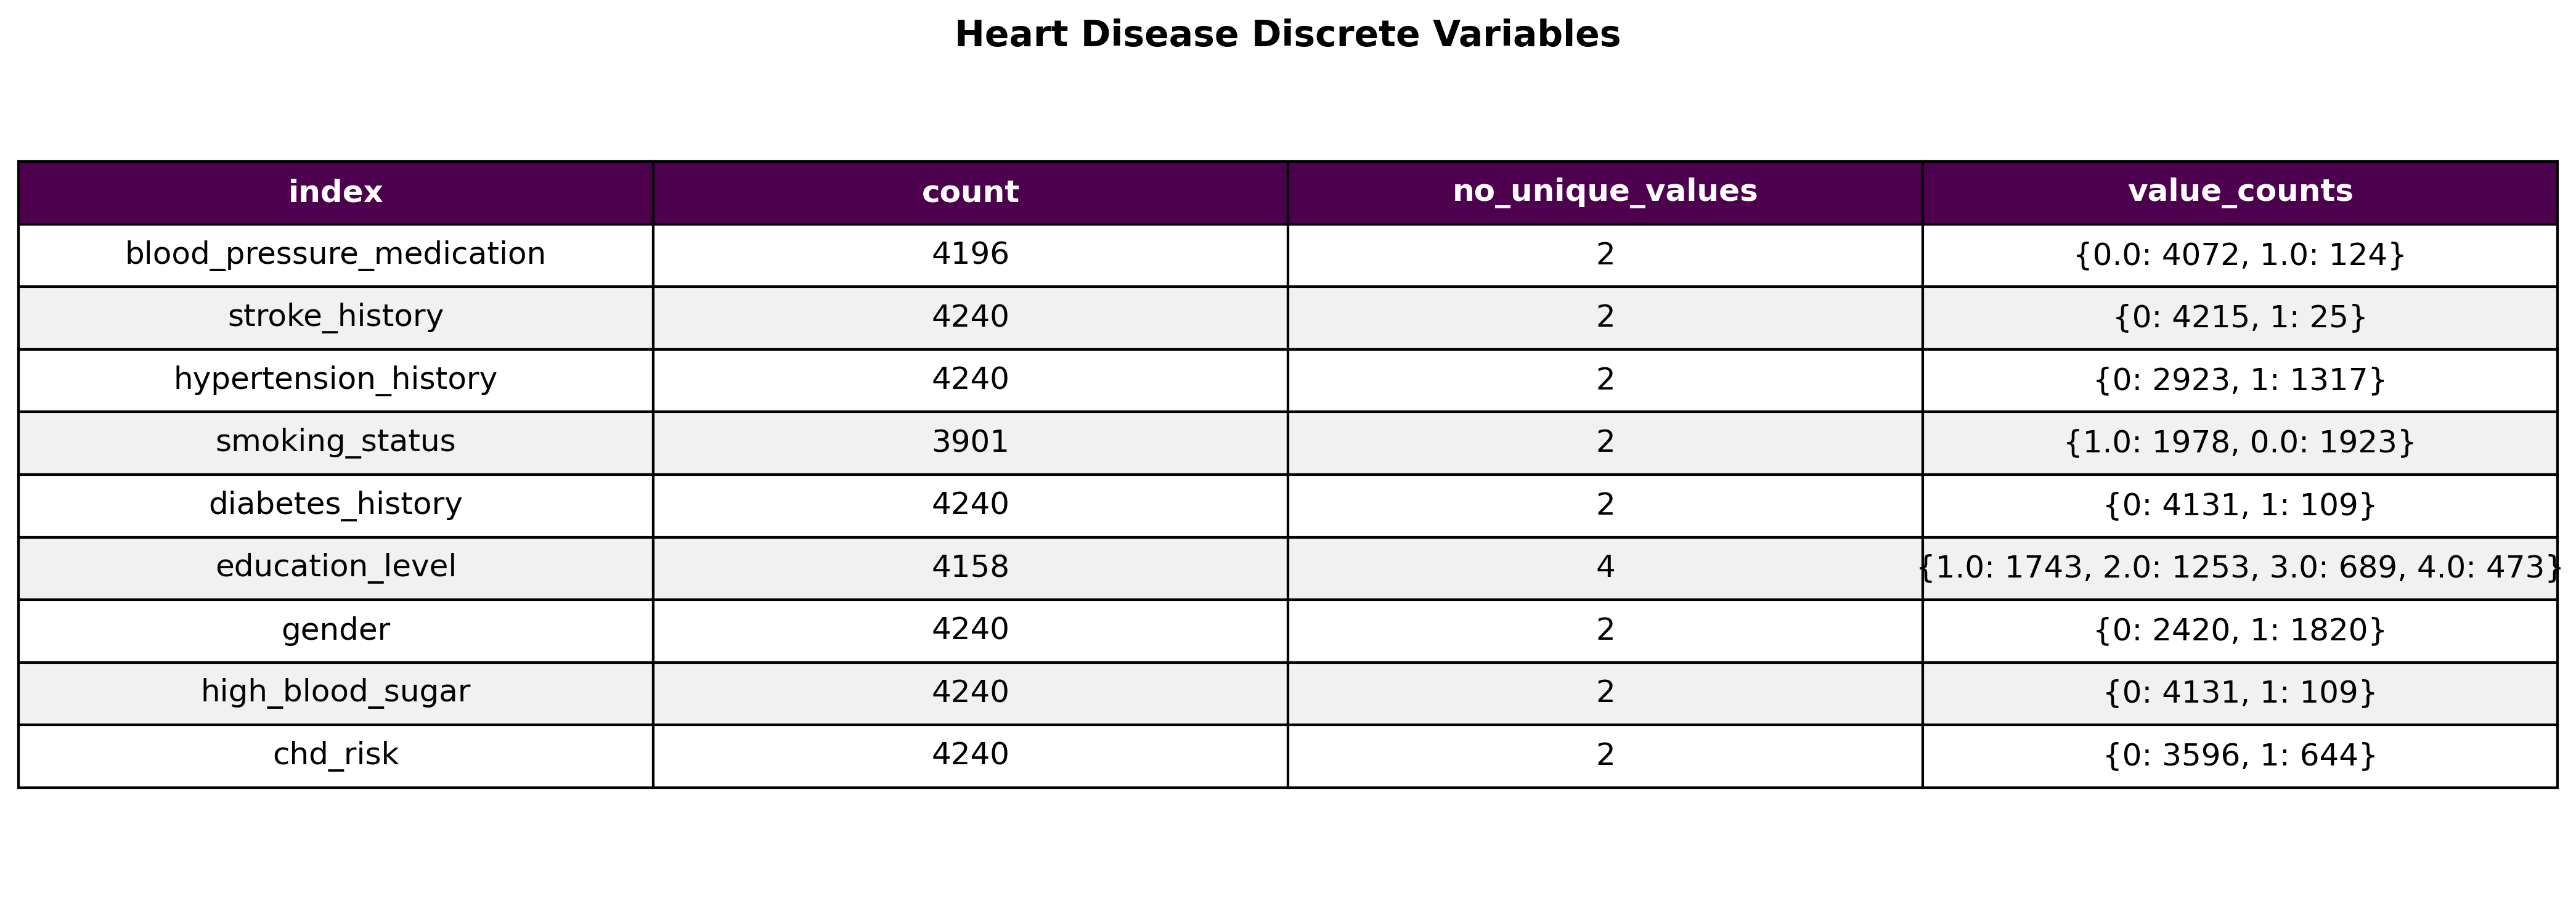 Heart Disease Discrete Variables
index count no_unique_values value_counts
blood_pressure_medication 4196 2 {0.0: 4072, 1.0: 124}
stroke_history 4240 2 {0: 4215, 1: 25}
hypertension_history 4240 2 {0: 2923, 1: 1317}
smoking_status 3901 2 {1.0: 1978, 0.0: 1923}
diabetes_history 4240 2 {0: 4131, 1: 109}
education_level 4158 4 {1.0: 1743, 2.0: 1253, 3.0: 689, 4.0: 473}
gender 4240 2 {0: 2420, 1: 1820}
high_blood_sugar 4240 2 {0: 4131, 1: 109}
chd_risk 4240 2 {0: 3596, 1: 644}